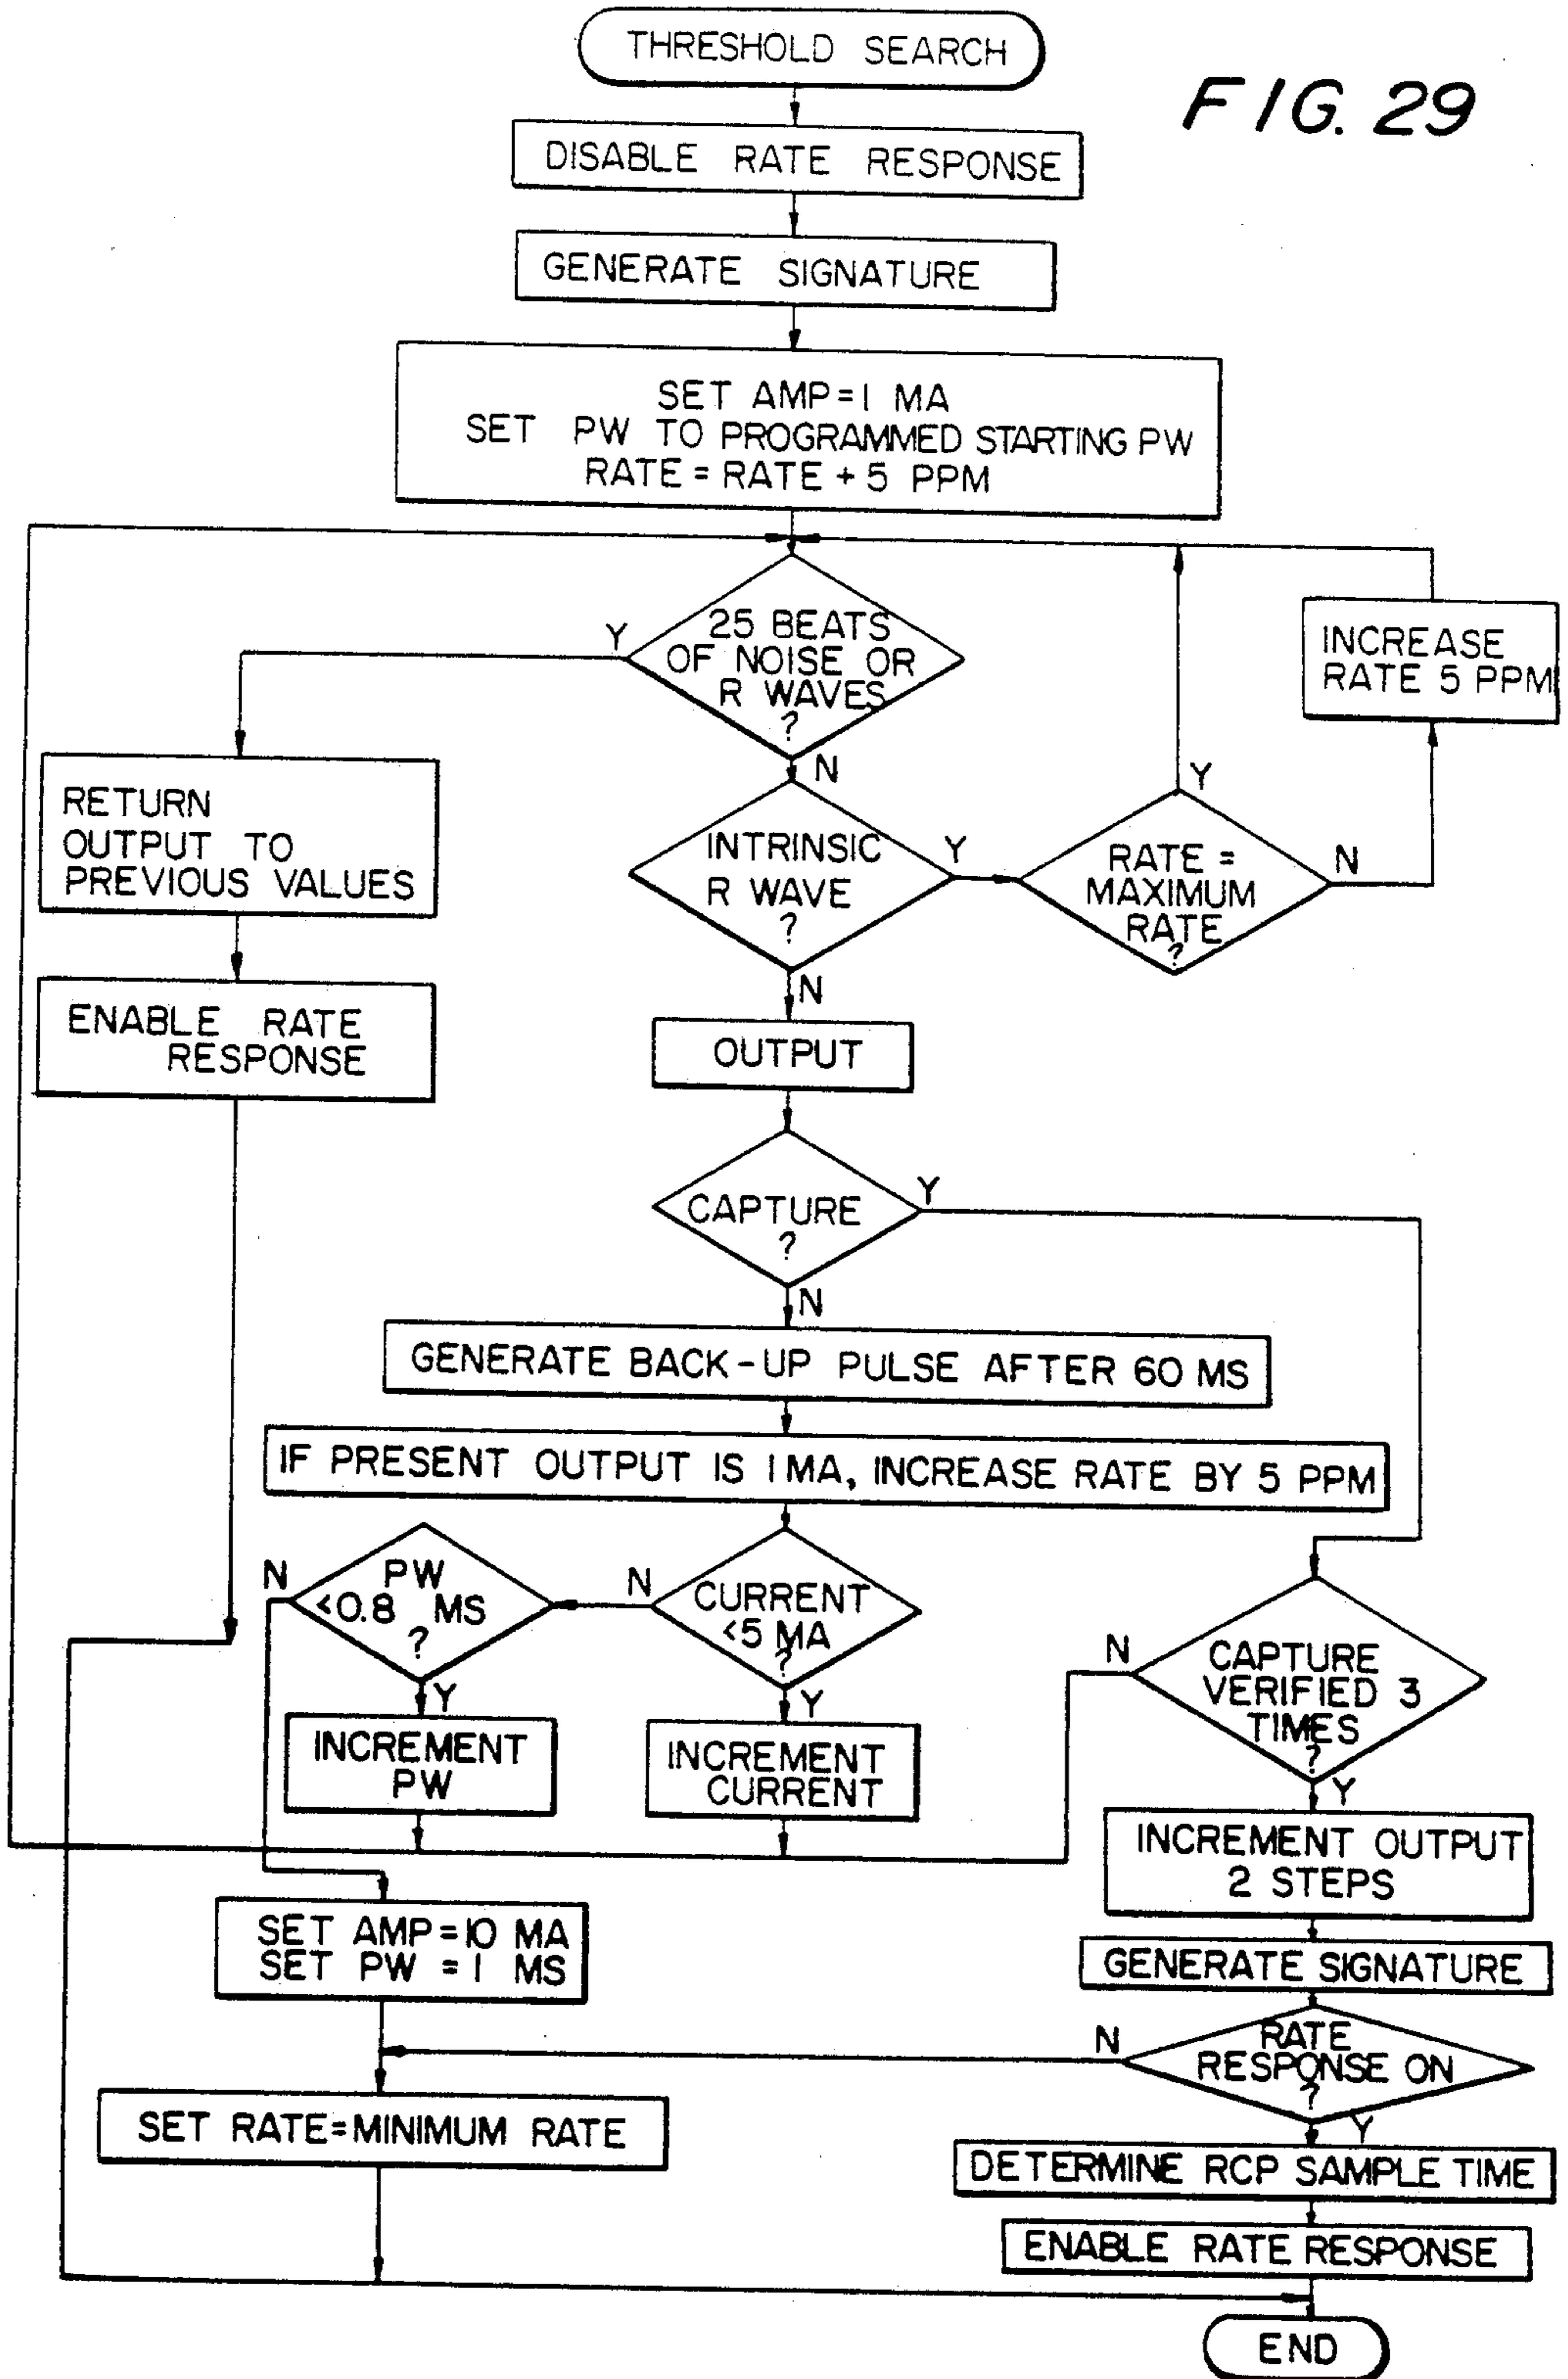 THRESHOLD SEARCH
FIG. 29
DISABLE RATE RESPONSE
GENERATE SIGNATURE
SET AMP=1 MA
SET PW TO PROGRAMMED STARTING PW
RATE = RATE + 5 PPM
25 BEATS
OF NOISE OR
R WAVES
?
Y
N
INCREASE
RATE 5 PPM
RETURN
OUTPUT TO
PREVIOUS VALUES
INTRINSIC
R WAVE
?
Y
N
RATE =
MAXIMUM
RATE
?
Y
N
ENABLE RATE
RESPONSE
OUTPUT
CAPTURE
?
Y
N
GENERATE BACK-UP PULSE AFTER 60 MS
IF PRESENT OUTPUT IS 1MA, INCREASE RATE BY 5 PPM
N
PW
<0.8 MS
?
Y
N
CURRENT
<5 MA
?
Y
N
CAPTURE
VERIFIED 3
TIMES
?
Y
INCREMENT
PW
INCREMENT
CURRENT
INCREMENT OUTPUT
2 STEPS
SET AMP=10 MA
SET PW =1 MS
GENERATE SIGNATURE
N
RATE
RESPONSE ON
?
Y
SET RATE=MINIMUM RATE
DETERMINE RCP SAMPLE TIME
ENABLE RATE RESPONSE
END